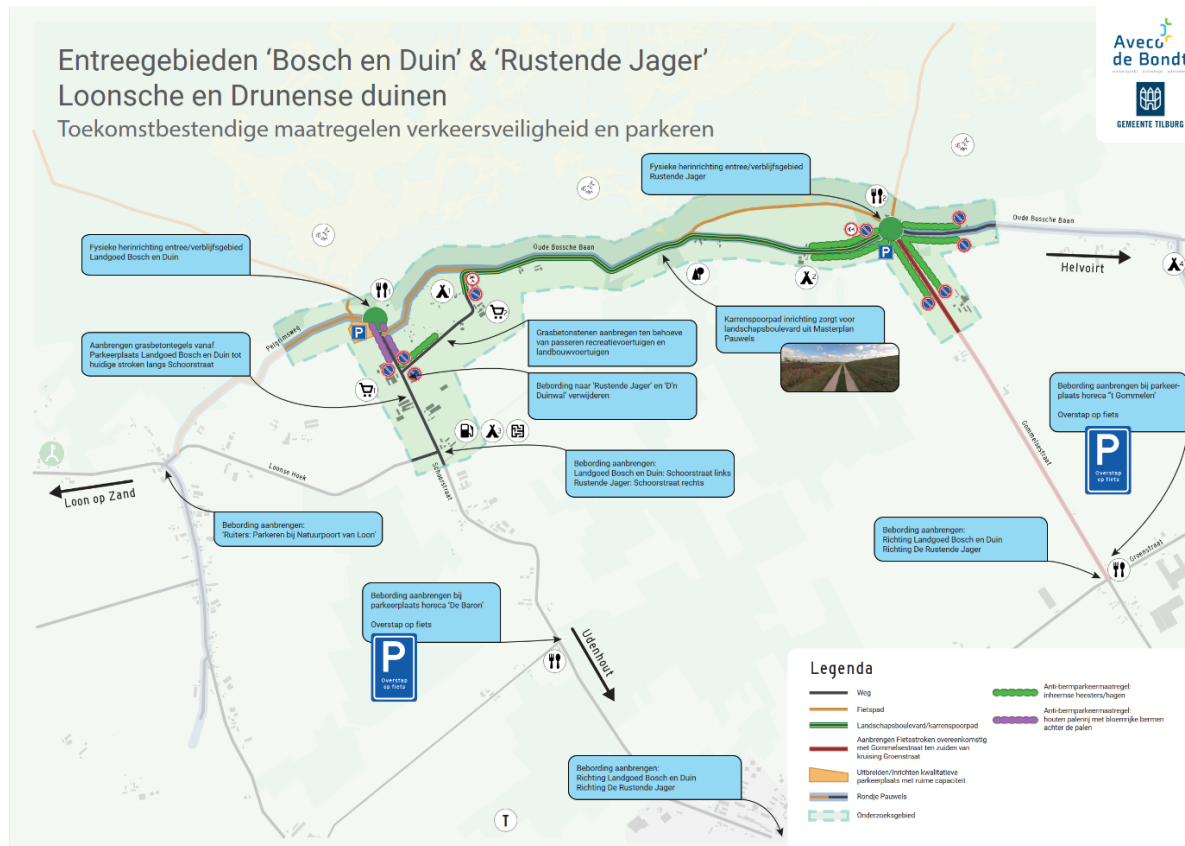 Entreegebieden ‘Bosch en Duin’ & ‘Rustende Jager’
Loonsche en Drunense duinen
Toekomstbestendige maatregelen verkeersveiligheid en parkeren
Aveco
de Bondt
GEMEENTE TILBURG
Fysieke herinrichting entree/verblijfsgebied
Rustende Jager
Oude Bossche Baan
Helvoirt
Fysieke herinrichting entree/verblijfsgebied
Landgoed Bosch en Duin
Oude Bossche Baan
Pelgrimsweg
P
P
1
2
1
2
3
4
1
2
Aanbrengen grasbetontegels vanaf
Parkeerplaats Landgoed Bosch en Duin tot
huidige stroken langs Schoorstraat
Grasbetonstenen aanbregen ten behoeve
van passeren recreatievoertuigen en
landbouwvoertuigen
Karrenspoorpad inrichting zorgt voor
landschapsboulevard uit Masterplan
Pauwels
Bebording naar ‘Rustende Jager’ en ‘D’n
Duinwal’ verwijderen
Bebording aanbrengen bij parkeer-
plaats horeca “t Gommelen’
Overstap op fiets
P
Overstap
op fiets
Gommelsestraat
Bebording aanbrengen:
Landgoed Bosch en Duin: Schoorstraat links
Rustende Jager: Schoorstraat rechts
Loonse Hoek
Schoorstraat
Loon op Zand
Bebording aanbrengen:
‘Ruiters: Parkeren bij Natuurpoort van Loon’
Bebording aanbrengen:
Richting Landgoed Bosch en Duin
Richting De Rustende Jager
Groenstraat
Bebording aanbrengen bij
parkeerplaats horeca ‘De Baron’
Overstap op fiets
P
Overstap
op fiets
Udenhout
Bebording aanbrengen:
Richting Landgoed Bosch en Duin
Richting De Rustende Jager
T
Legenda
Weg
Fietspad
Landschapsboulevard/karrenspoorpad
Aanbrengen Fietsstroken overeenkomstig
met Gommelsestraat ten zuiden van
kruising Groenstraat
Uitbreiden/Inrichten kwalitatieve
parkeerplaats met ruime capaciteit
Rondje Pauwels
Onderzoeksgebied
Anti-bermparkeermaatregel:
inheemse heesters/hagen
Anti-bermparkeermaatregel:
houten palenrij met bloemrijke bermen
achter de palen